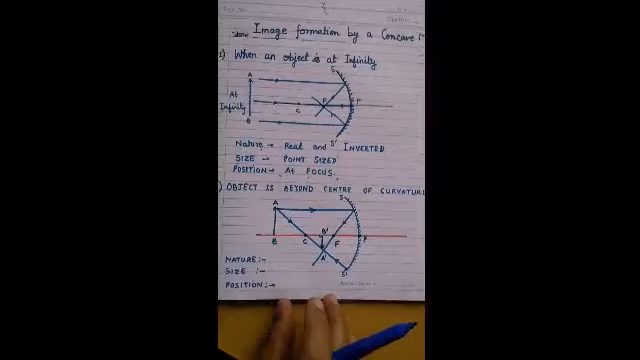 Image formation by a Concave
1) When an object is at Infinity
S
A
At
Infinity
C
F
P
B
S'
Nature → Real and INVERTED
SIZE → POINT SIZED
POSITION:→ At FOCUS.
) OBJECT IS BEYOND CENTRE OF CURVATURE
S
A
B
C
B'
F
P
A'
S'
NATURE:-
SIZE :-
POSITION:→